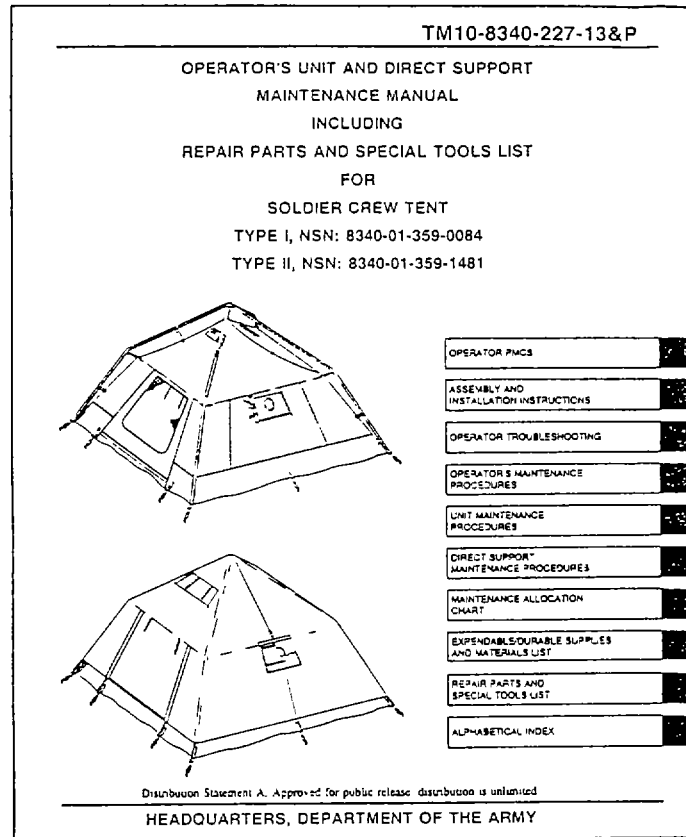 TM10-8340-227-13&P
OPERATOR'S UNIT AND DIRECT SUPPORT
MAINTENANCE MANUAL
INCLUDING
REPAIR PARTS AND SPECIAL TOOLS LIST
FOR
SOLDIER CREW TENT
TYPE I, NSN: 8340-01-359-0084
TYPE II, NSN: 8340-01-359-1481
OPERATOR PMCS
ASSEMBLY AND
INSTALLATION INSTRUCTIONS
OPERATOR TROUBLESHOOTING
OPERATOR'S MAINTENANCE
PROCEDURES
UNIT MAINTENANCE
PROCEDURES
DIRECT SUPPORT
MAINTENANCE PROCEDURES
MAINTENANCE ALLOCATION
CHART
EXPENDABLE/DURABLE SUPPLIES
AND MATERIALS LIST
REPAIR PARTS AND
SPECIAL TOOLS LIST
ALPHABETICAL INDEX
Distribution Statement A. Approved for public release distribution is unlimited
HEADQUARTERS, DEPARTMENT OF THE ARMY